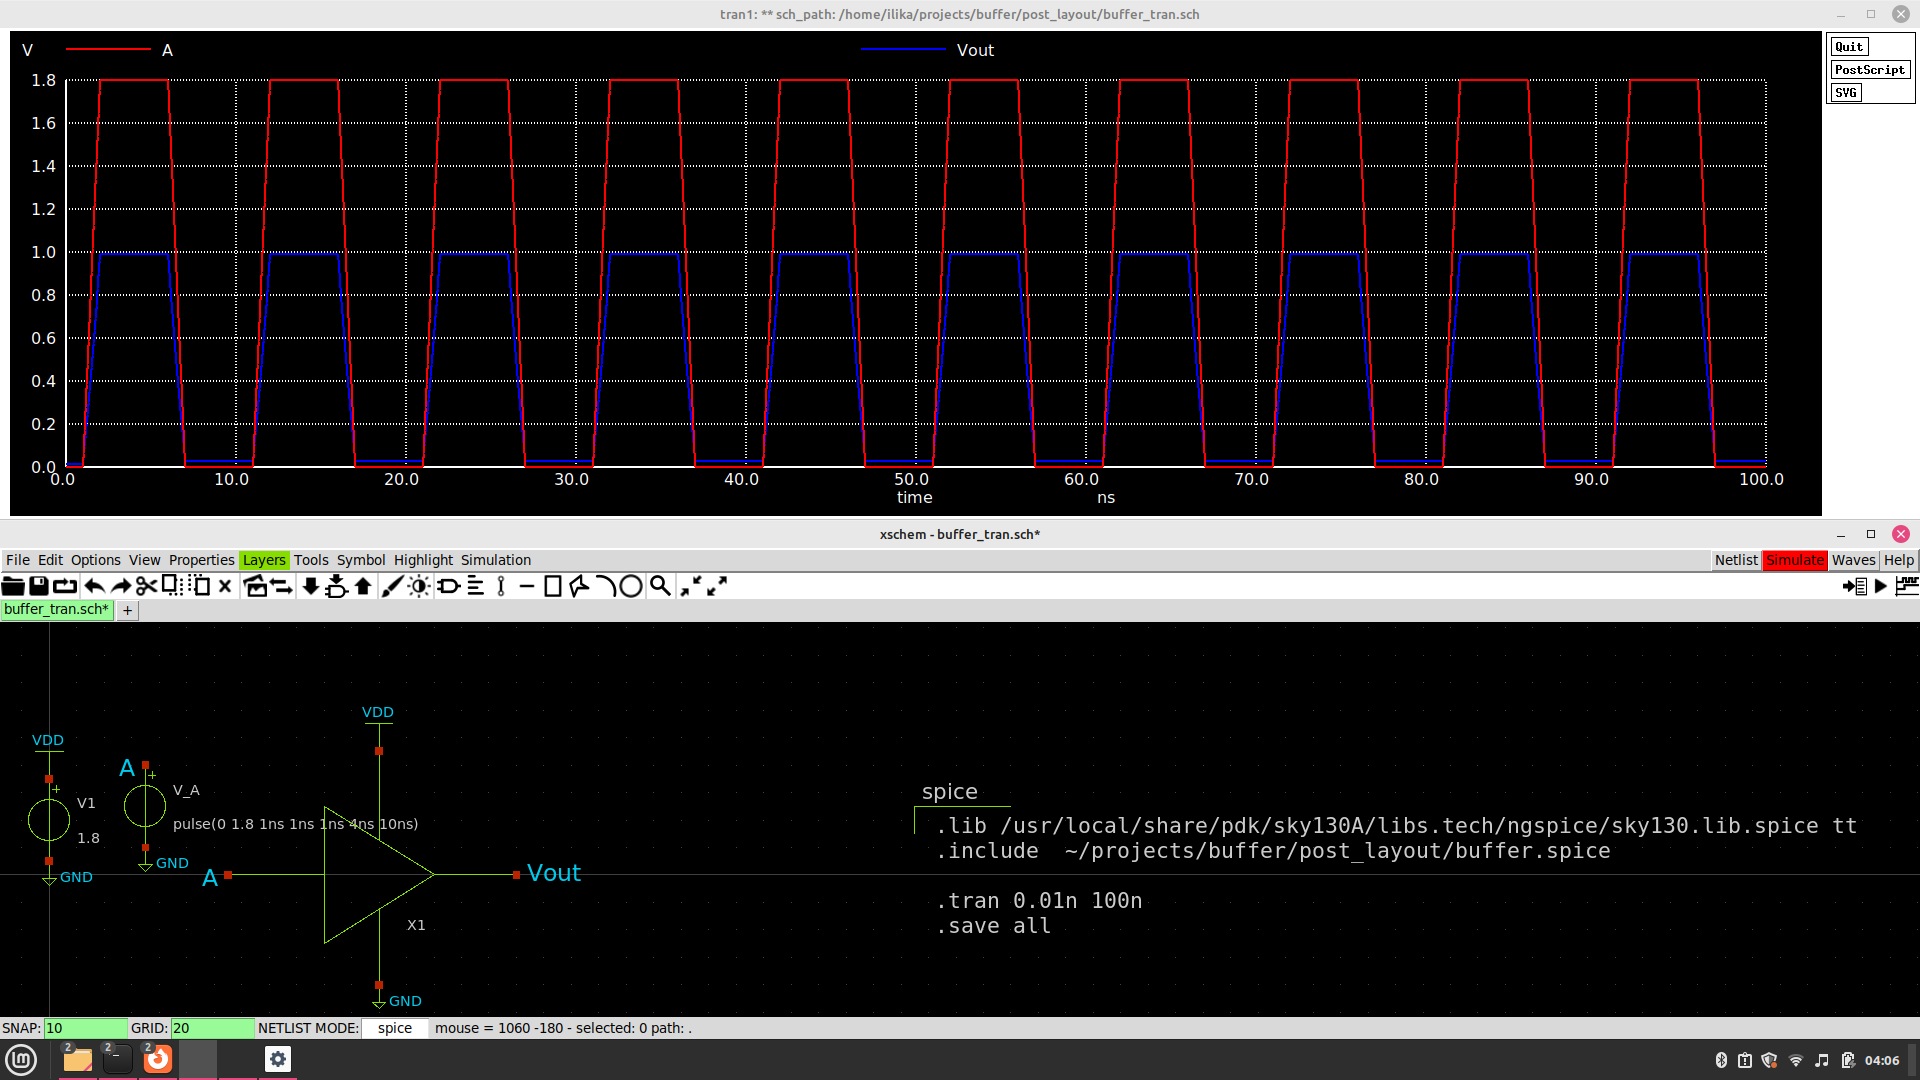 tran1: ** sch_path: /home/ilika/projects/buffer/post_layout/buffer_tran.sch
V A Vout
Quit
PostScript
SVG
1.8
1.6
1.4
1.2
1.0
0.8
0.6
0.4
0.2
0.0
0.0 10.0 20.0 30.0 40.0 50.0 60.0 70.0 80.0 90.0 100.0
time ns
xschem - buffer_tran.sch*
File Edit Options View Properties Layers Tools Symbol Highlight Simulation Netlist Simulate Waves Help
buffer_tran.sch* +
VDD
VDD
A
+
V_A
+
V1
pulse(0 1.8 1ns 1ns 1ns 4ns 10ns)
1.8
GND
GND
A
Vout
X1
GND
spice
.lib /usr/local/share/pdk/sky130A/libs.tech/ngspice/sky130.lib.spice tt
.include ~/projects/buffer/post_layout/buffer.spice
.tran 0.01n 100n
.save all
SNAP: 10 GRID: 20 NETLIST MODE: spice mouse = 1060 -180 - selected: 0 path: .
2 2 2
lm
04:06